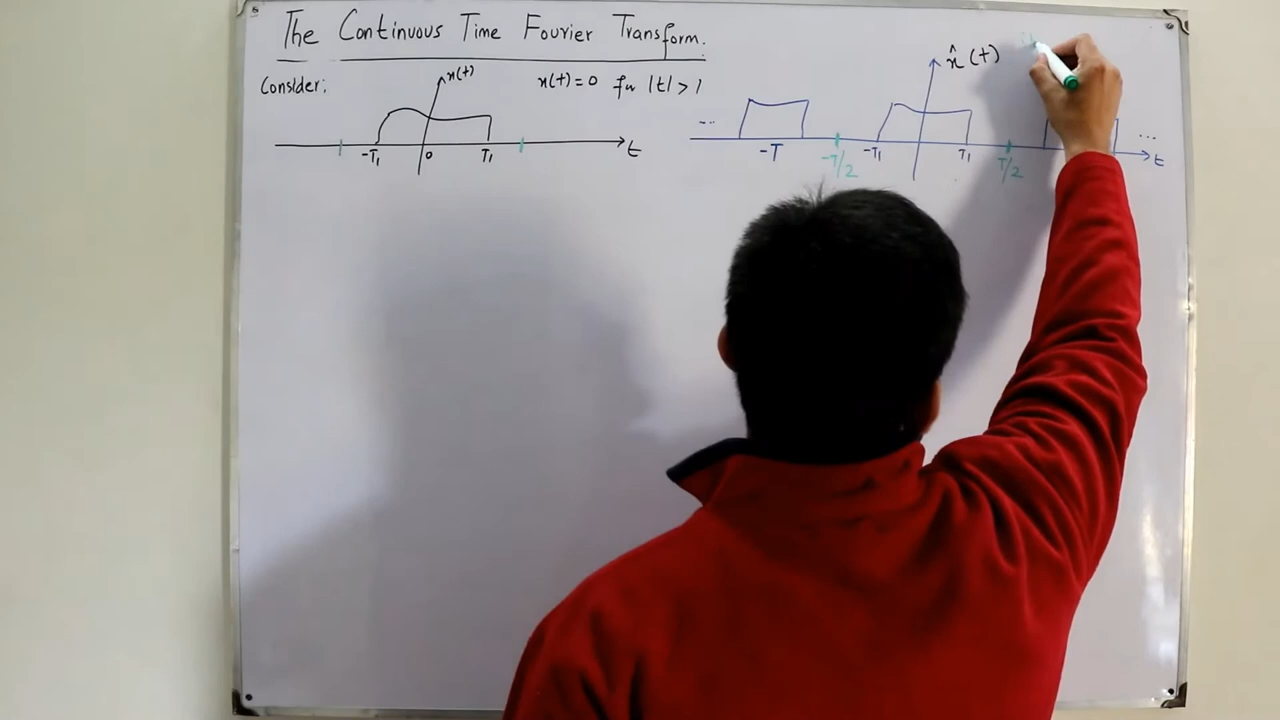 The Continuous Time Fourier Transform.
Consider: x(t) x(t) = 0 for |t| > 1
-T₁ 0 T₁ t
x̂(t)
... ...
-T -T/2 -T₁ T₁ T/2 t